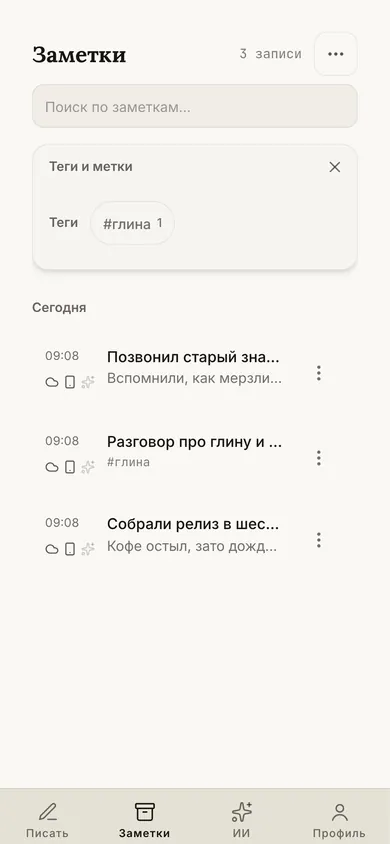 Заметки
3 записи
Поиск по заметкам...
Теги и метки
Теги #глина 1
Сегодня
09:08 Позвонил старый зна...
Вспомнили, как мерзли...
09:08 Разговор про глину и ...
#глина
09:08 Собрали релиз в шес...
Кофе остыл, зато дожд...
Писать Заметки ИИ Профиль